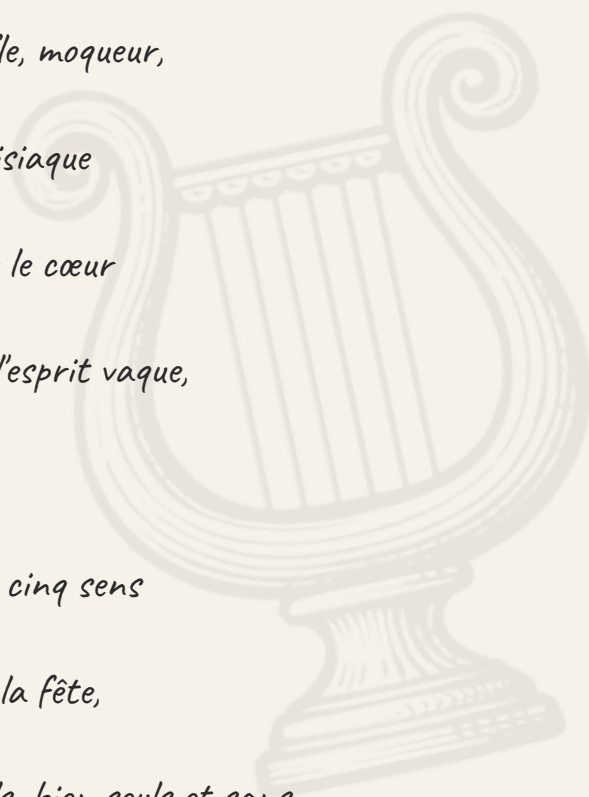 le, moqueur,
isiaque
le cœur
l'esprit vaque,
cinq sens
la fête,